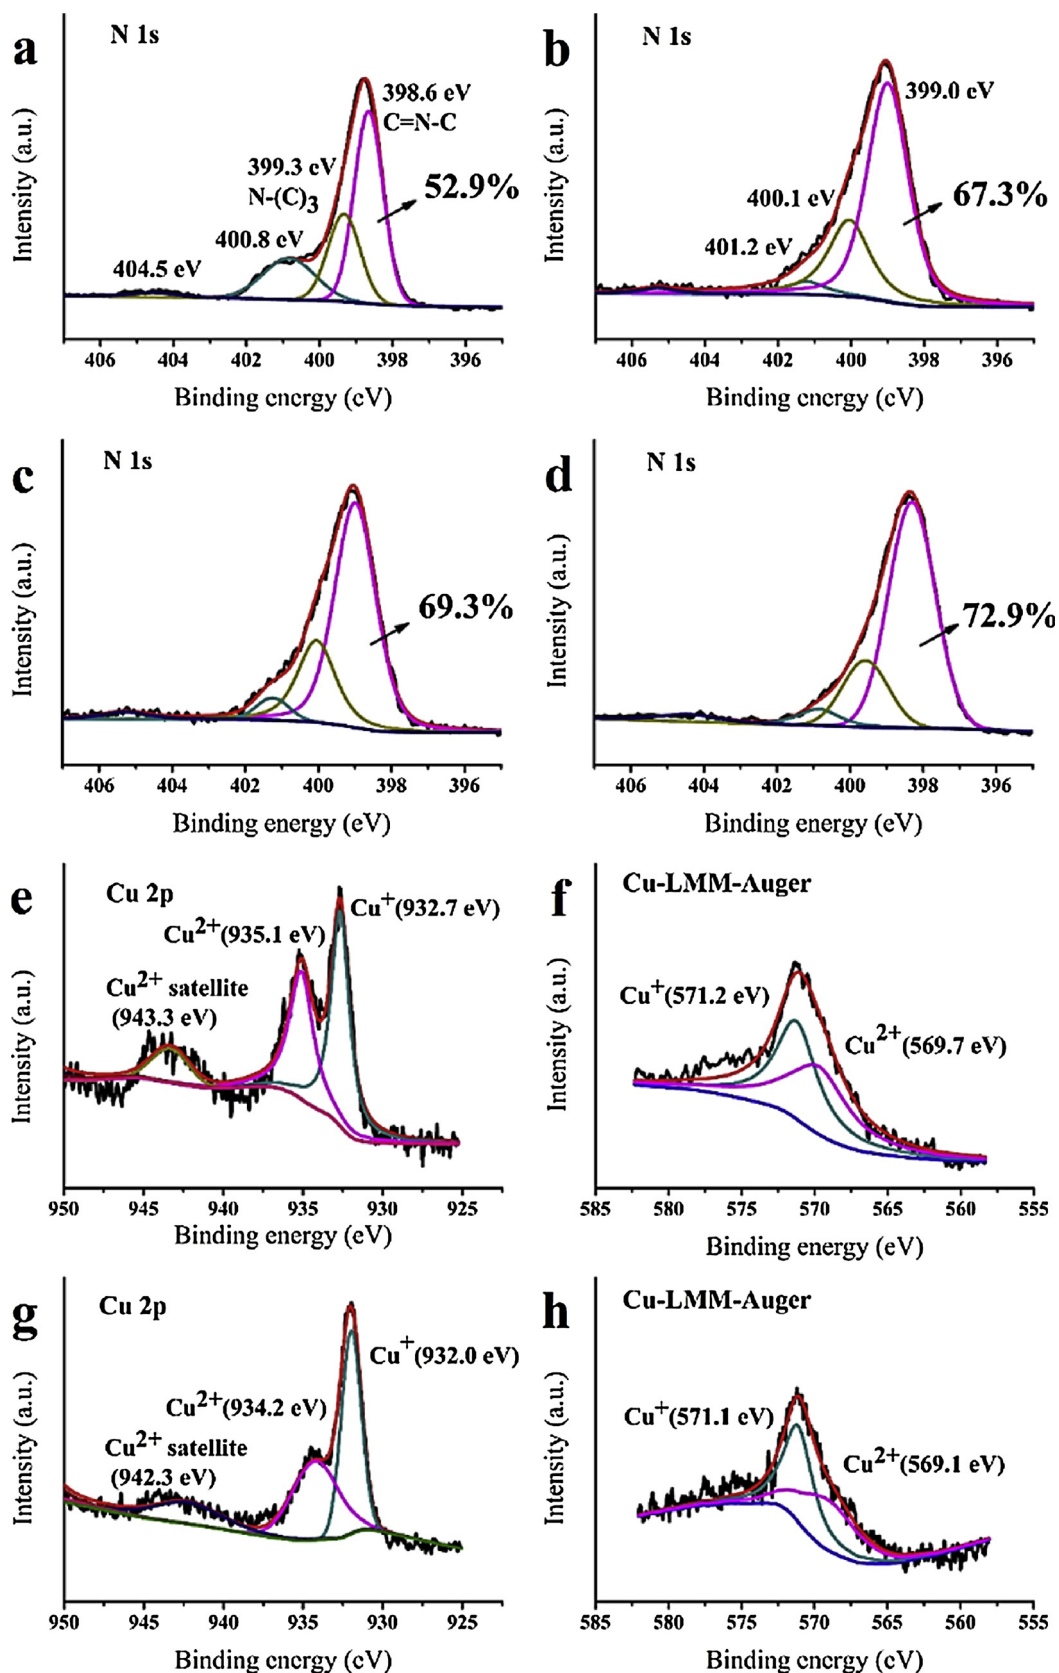 a
N 1s
398.6 eV
C=N-C
399.3 eV
N-(C)3
52.9%
400.8 eV
404.5 eV
Intensity (a.u.)
406 404 402 400 398 396
Binding energy (eV)
b
N 1s
399.0 eV
400.1 eV
67.3%
401.2 eV
Intensity (a.u.)
406 404 402 400 398 396
Binding energy (eV)
c
N 1s
69.3%
Intensity (a.u.)
406 404 402 400 398 396
Binding energy (eV)
d
N 1s
72.9%
Intensity (a.u.)
406 404 402 400 398 396
Binding energy (eV)
e
Cu 2p
Cu+(932.7 eV)
Cu2+(935.1 eV)
Cu2+ satellite
(943.3 eV)
Intensity (a.u.)
950 945 940 935 930 925
Binding energy (eV)
f
Cu-LMM-Auger
Cu+(571.2 eV)
Cu2+(569.7 eV)
Intensity (a.u.)
585 580 575 570 565 560 555
Binding energy (eV)
g
Cu 2p
Cu+(932.0 eV)
Cu2+(934.2 eV)
Cu2+ satellite
(942.3 eV)
Intensity (a.u.)
950 945 940 935 930 925
Binding energy (eV)
h
Cu-LMM-Auger
Cu+(571.1 eV)
Cu2+(569.1 eV)
Intensity (a.u.)
585 580 575 570 565 560 555
Binding energy (eV)